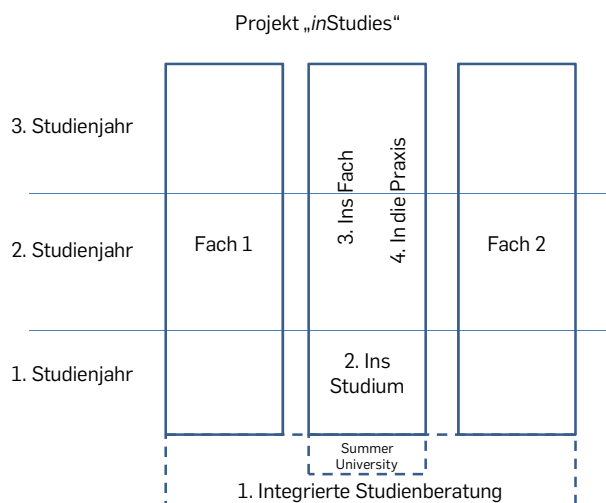 Projekt „inStudies“
3. Studienjahr
3. Ins Fach
4. In die Praxis
2. Studienjahr
Fach 1
Fach 2
1. Studienjahr
2. Ins
Studium
Summer
University
1. Integrierte Studienberatung